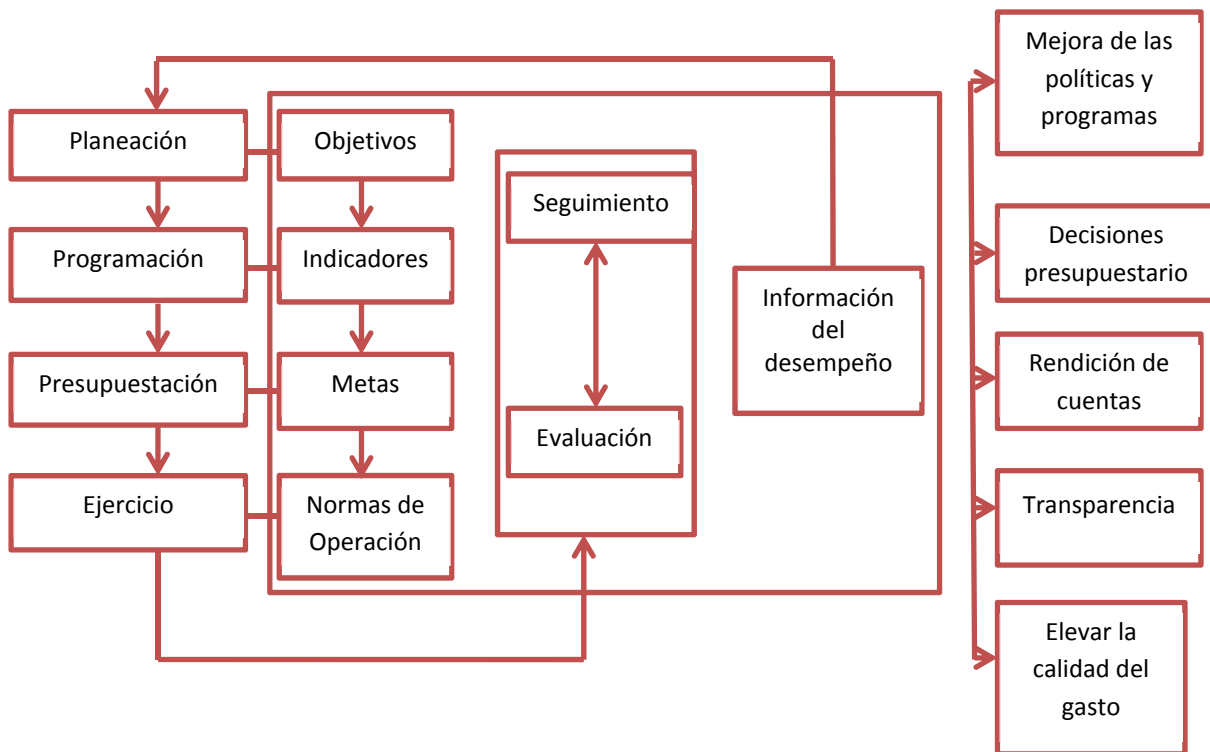 Planeación
Programación
Presupuestación
Ejercicio
Objetivos
Indicadores
Metas
Normas de
Operación
Seguimiento
Evaluación
Información
del
desempeño
Mejora de las
políticas y
programas
Decisiones
presupuestario
Rendición de
cuentas
Transparencia
Elevar la
calidad del
gasto